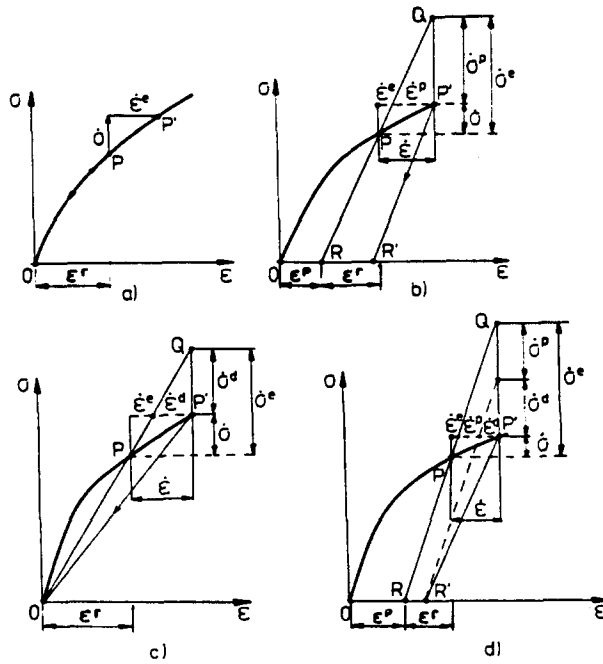 σ
ε̇ᵉ
P'
σ̇
P
O
ε
εʳ
a)
Q
σ̇ᵖ
σ̇ᵉ
σ
ε̇ᵉ ε̇ᵖ P'
σ̇
P
ε̇
O R R' ε
εᵖ εʳ
b)
Q
σ̇ᵈ
σ̇ᵉ
σ
ε̇ᵉ ε̇ᵈ P'
σ̇
P
ε̇
O ε
εʳ
c)
Q
σ̇ᵖ
σ̇ᵉ
σ̇ᵈ
σ
ε̇ᵉ ε̇ᵖ ε̇ᵈ P'
σ̇
P
ε̇
O R R' ε
εᵖ εʳ
d)